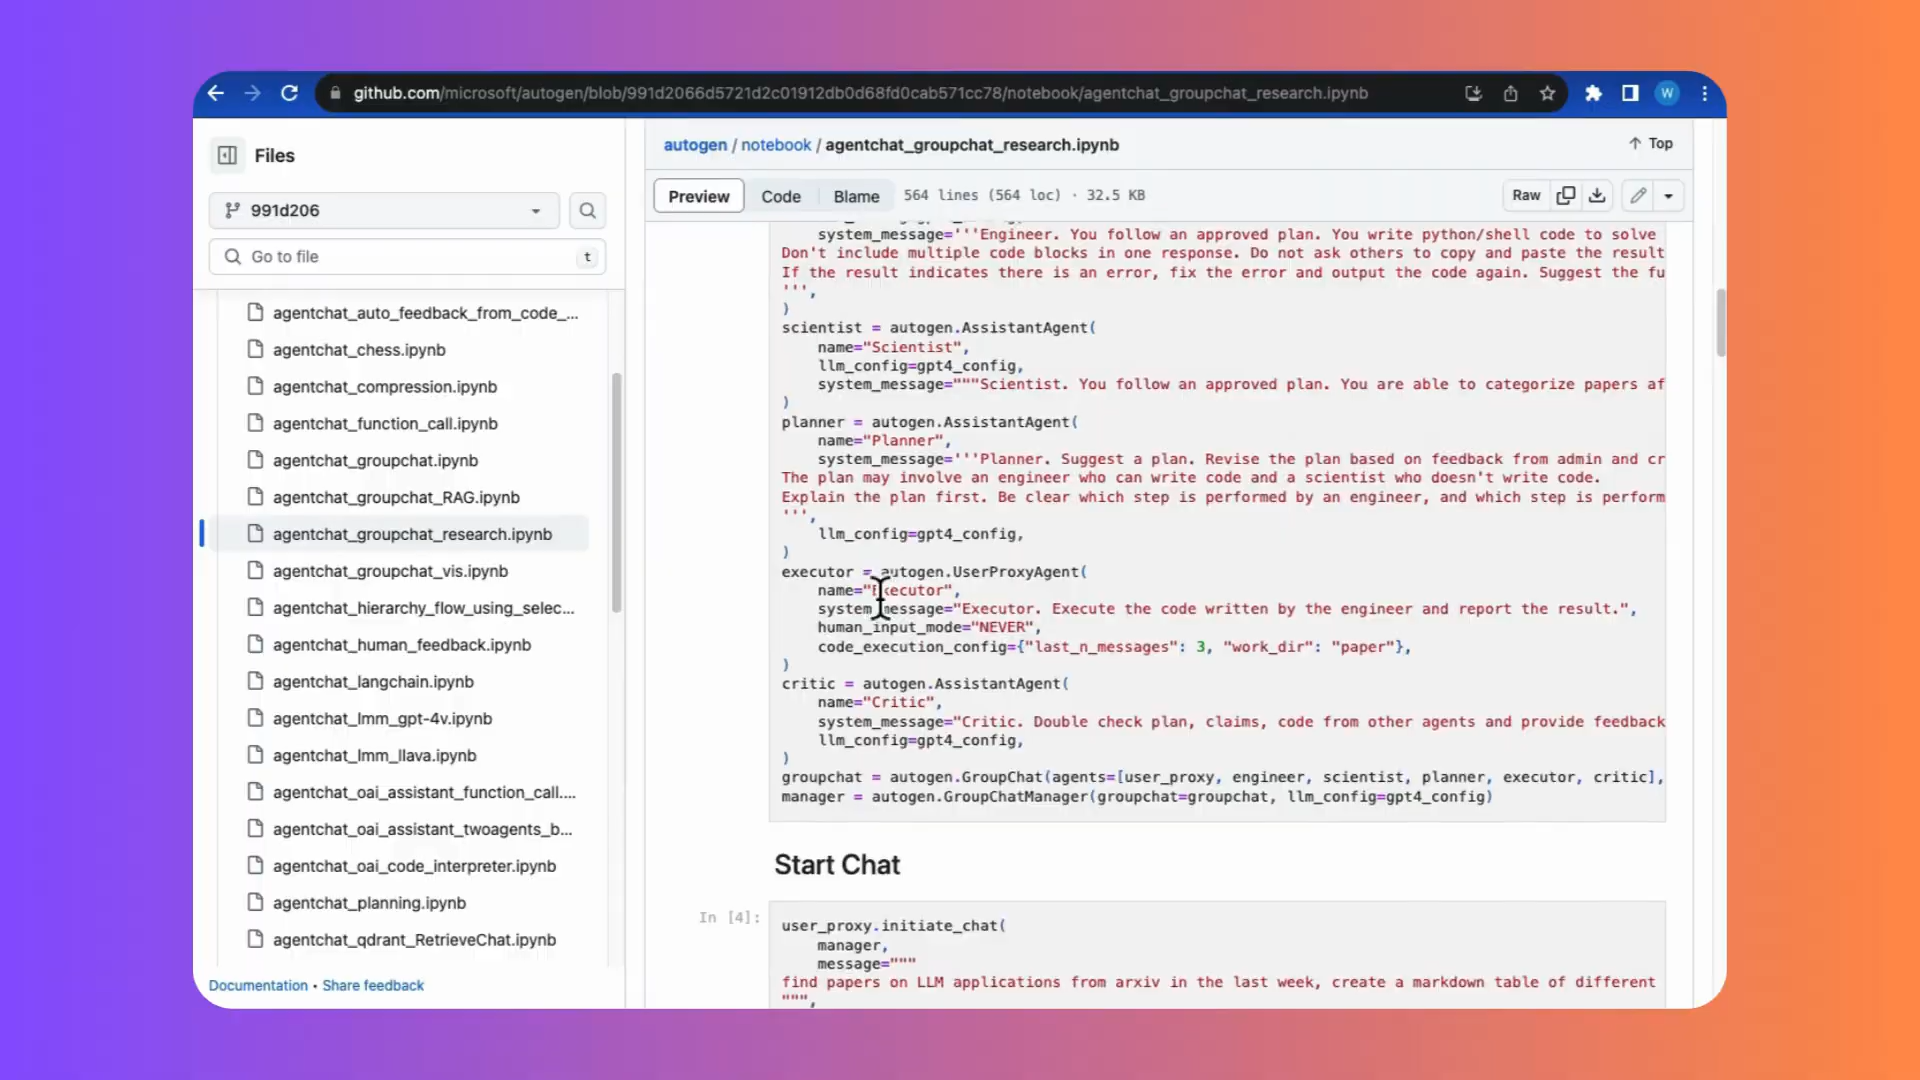 github.com/microsoft/autogen/blob/991d2066d5721d2c01912db0d68fd0cab571cc78/notebook/agentchat_groupchat_research.ipynb
W
Files
991d206
Go to file
t
agentchat_auto_feedback_from_code_...
agentchat_chess.ipynb
agentchat_compression.ipynb
agentchat_function_call.ipynb
agentchat_groupchat.ipynb
agentchat_groupchat_RAG.ipynb
agentchat_groupchat_research.ipynb
agentchat_groupchat_vis.ipynb
agentchat_hierarchy_flow_using_selec...
agentchat_human_feedback.ipynb
agentchat_langchain.ipynb
agentchat_lmm_gpt-4v.ipynb
agentchat_lmm_llava.ipynb
agentchat_oai_assistant_function_call....
agentchat_oai_assistant_twoagents_b...
agentchat_oai_code_interpreter.ipynb
agentchat_planning.ipynb
agentchat_qdrant_RetrieveChat.ipynb
Documentation • Share feedback
autogen / notebook / agentchat_groupchat_research.ipynb
↑ Top
Preview Code Blame 564 lines (564 loc) · 32.5 KB Raw
system_message='''Engineer. You follow an approved plan. You write python/shell code to solve
Don't include multiple code blocks in one response. Do not ask others to copy and paste the result
If the result indicates there is an error, fix the error and output the code again. Suggest the fu
''',
)
scientist = autogen.AssistantAgent(
name="Scientist",
llm_config=gpt4_config,
system_message="""Scientist. You follow an approved plan. You are able to categorize papers af
)
planner = autogen.AssistantAgent(
name="Planner",
system_message='''Planner. Suggest a plan. Revise the plan based on feedback from admin and cr
The plan may involve an engineer who can write code and a scientist who doesn't write code.
Explain the plan first. Be clear which step is performed by an engineer, and which step is perform
''',
llm_config=gpt4_config,
)
executor = autogen.UserProxyAgent(
name="Executor",
system_message="Executor. Execute the code written by the engineer and report the result.",
human_input_mode="NEVER",
code_execution_config={"last_n_messages": 3, "work_dir": "paper"},
)
critic = autogen.AssistantAgent(
name="Critic",
system_message="Critic. Double check plan, claims, code from other agents and provide feedback
llm_config=gpt4_config,
)
groupchat = autogen.GroupChat(agents=[user_proxy, engineer, scientist, planner, executor, critic],
manager = autogen.GroupChatManager(groupchat=groupchat, llm_config=gpt4_config)
Start Chat
In [4]:
user_proxy.initiate_chat(
manager,
message="""
find papers on LLM applications from arxiv in the last week, create a markdown table of different
""",